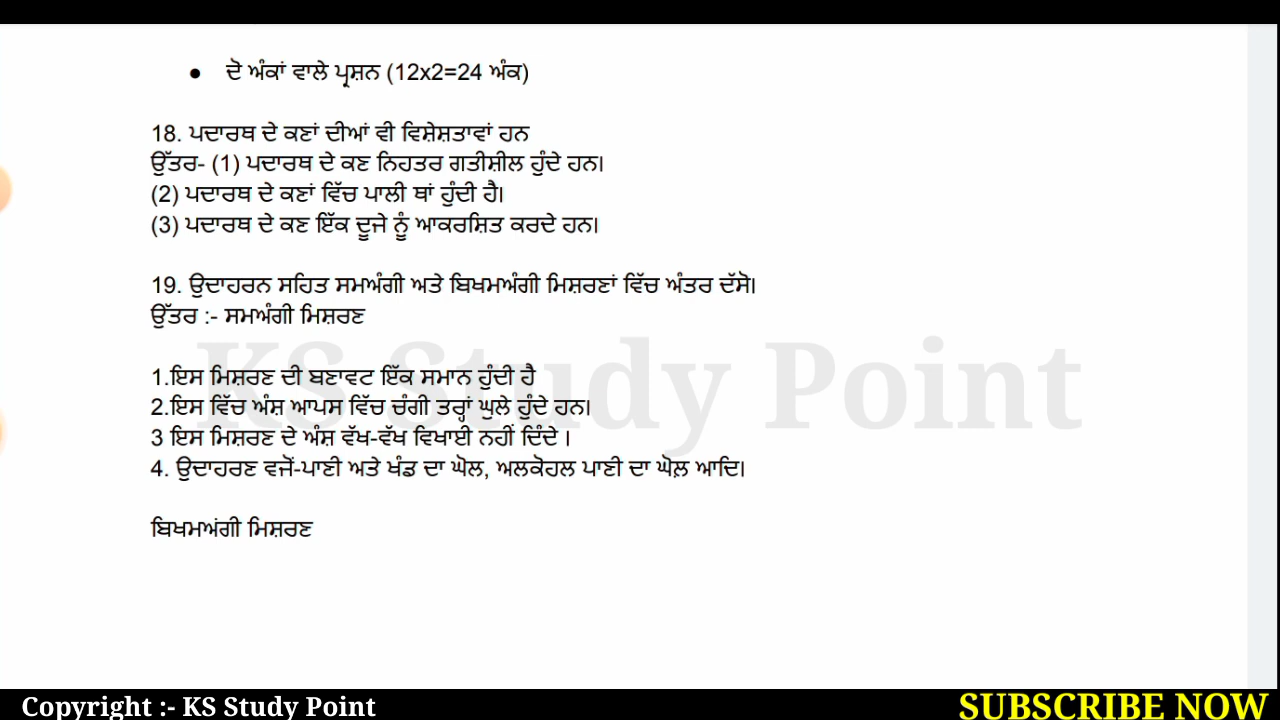 ● ਦੋ ਅੰਕਾਂ ਵਾਲੇ ਪ੍ਰਸ਼ਨ (12x2=24 ਅੰਕ)
18. ਪਦਾਰਥ ਦੇ ਕਣਾਂ ਦੀਆਂ ਵੀ ਵਿਸ਼ੇਸ਼ਤਾਵਾਂ ਹਨ
ਉੱਤਰ- (1) ਪਦਾਰਥ ਦੇ ਕਣ ਨਿਹਤਰ ਗਤੀਸ਼ੀਲ ਹੁੰਦੇ ਹਨ।
(2) ਪਦਾਰਥ ਦੇ ਕਣਾਂ ਵਿੱਚ ਪਾਲੀ ਥਾਂ ਹੁੰਦੀ ਹੈ।
(3) ਪਦਾਰਥ ਦੇ ਕਣ ਇੱਕ ਦੂਜੇ ਨੂੰ ਆਕਰਸ਼ਿਤ ਕਰਦੇ ਹਨ।
19. ਉਦਾਹਰਨ ਸਹਿਤ ਸਮਅੰਗੀ ਅਤੇ ਬਿਖਮਅੰਗੀ ਮਿਸ਼ਰਣਾਂ ਵਿੱਚ ਅੰਤਰ ਦੱਸੋ।
ਉੱਤਰ :- ਸਮਅੰਗੀ ਮਿਸ਼ਰਣ
KS Study Point
1.ਇਸ ਮਿਸ਼ਰਣ ਦੀ ਬਣਾਵਟ ਇੱਕ ਸਮਾਨ ਹੁੰਦੀ ਹੈ
2.ਇਸ ਵਿੱਚ ਅੰਸ਼ ਆਪਸ ਵਿੱਚ ਚੰਗੀ ਤਰ੍ਹਾਂ ਘੁਲੇ ਹੁੰਦੇ ਹਨ।
3 ਇਸ ਮਿਸ਼ਰਣ ਦੇ ਅੰਸ਼ ਵੱਖ-ਵੱਖ ਵਿਖਾਈ ਨਹੀਂ ਦਿੰਦੇ ।
4. ਉਦਾਹਰਣ ਵਜੋਂ-ਪਾਣੀ ਅਤੇ ਖੰਡ ਦਾ ਘੋਲ, ਅਲਕੋਹਲ ਪਾਣੀ ਦਾ ਘੋਲ਼ ਆਦਿ।
ਬਿਖਮਅੰਗੀ ਮਿਸ਼ਰਣ
Copyright :- KS Study Point
SUBSCRIBE NOW